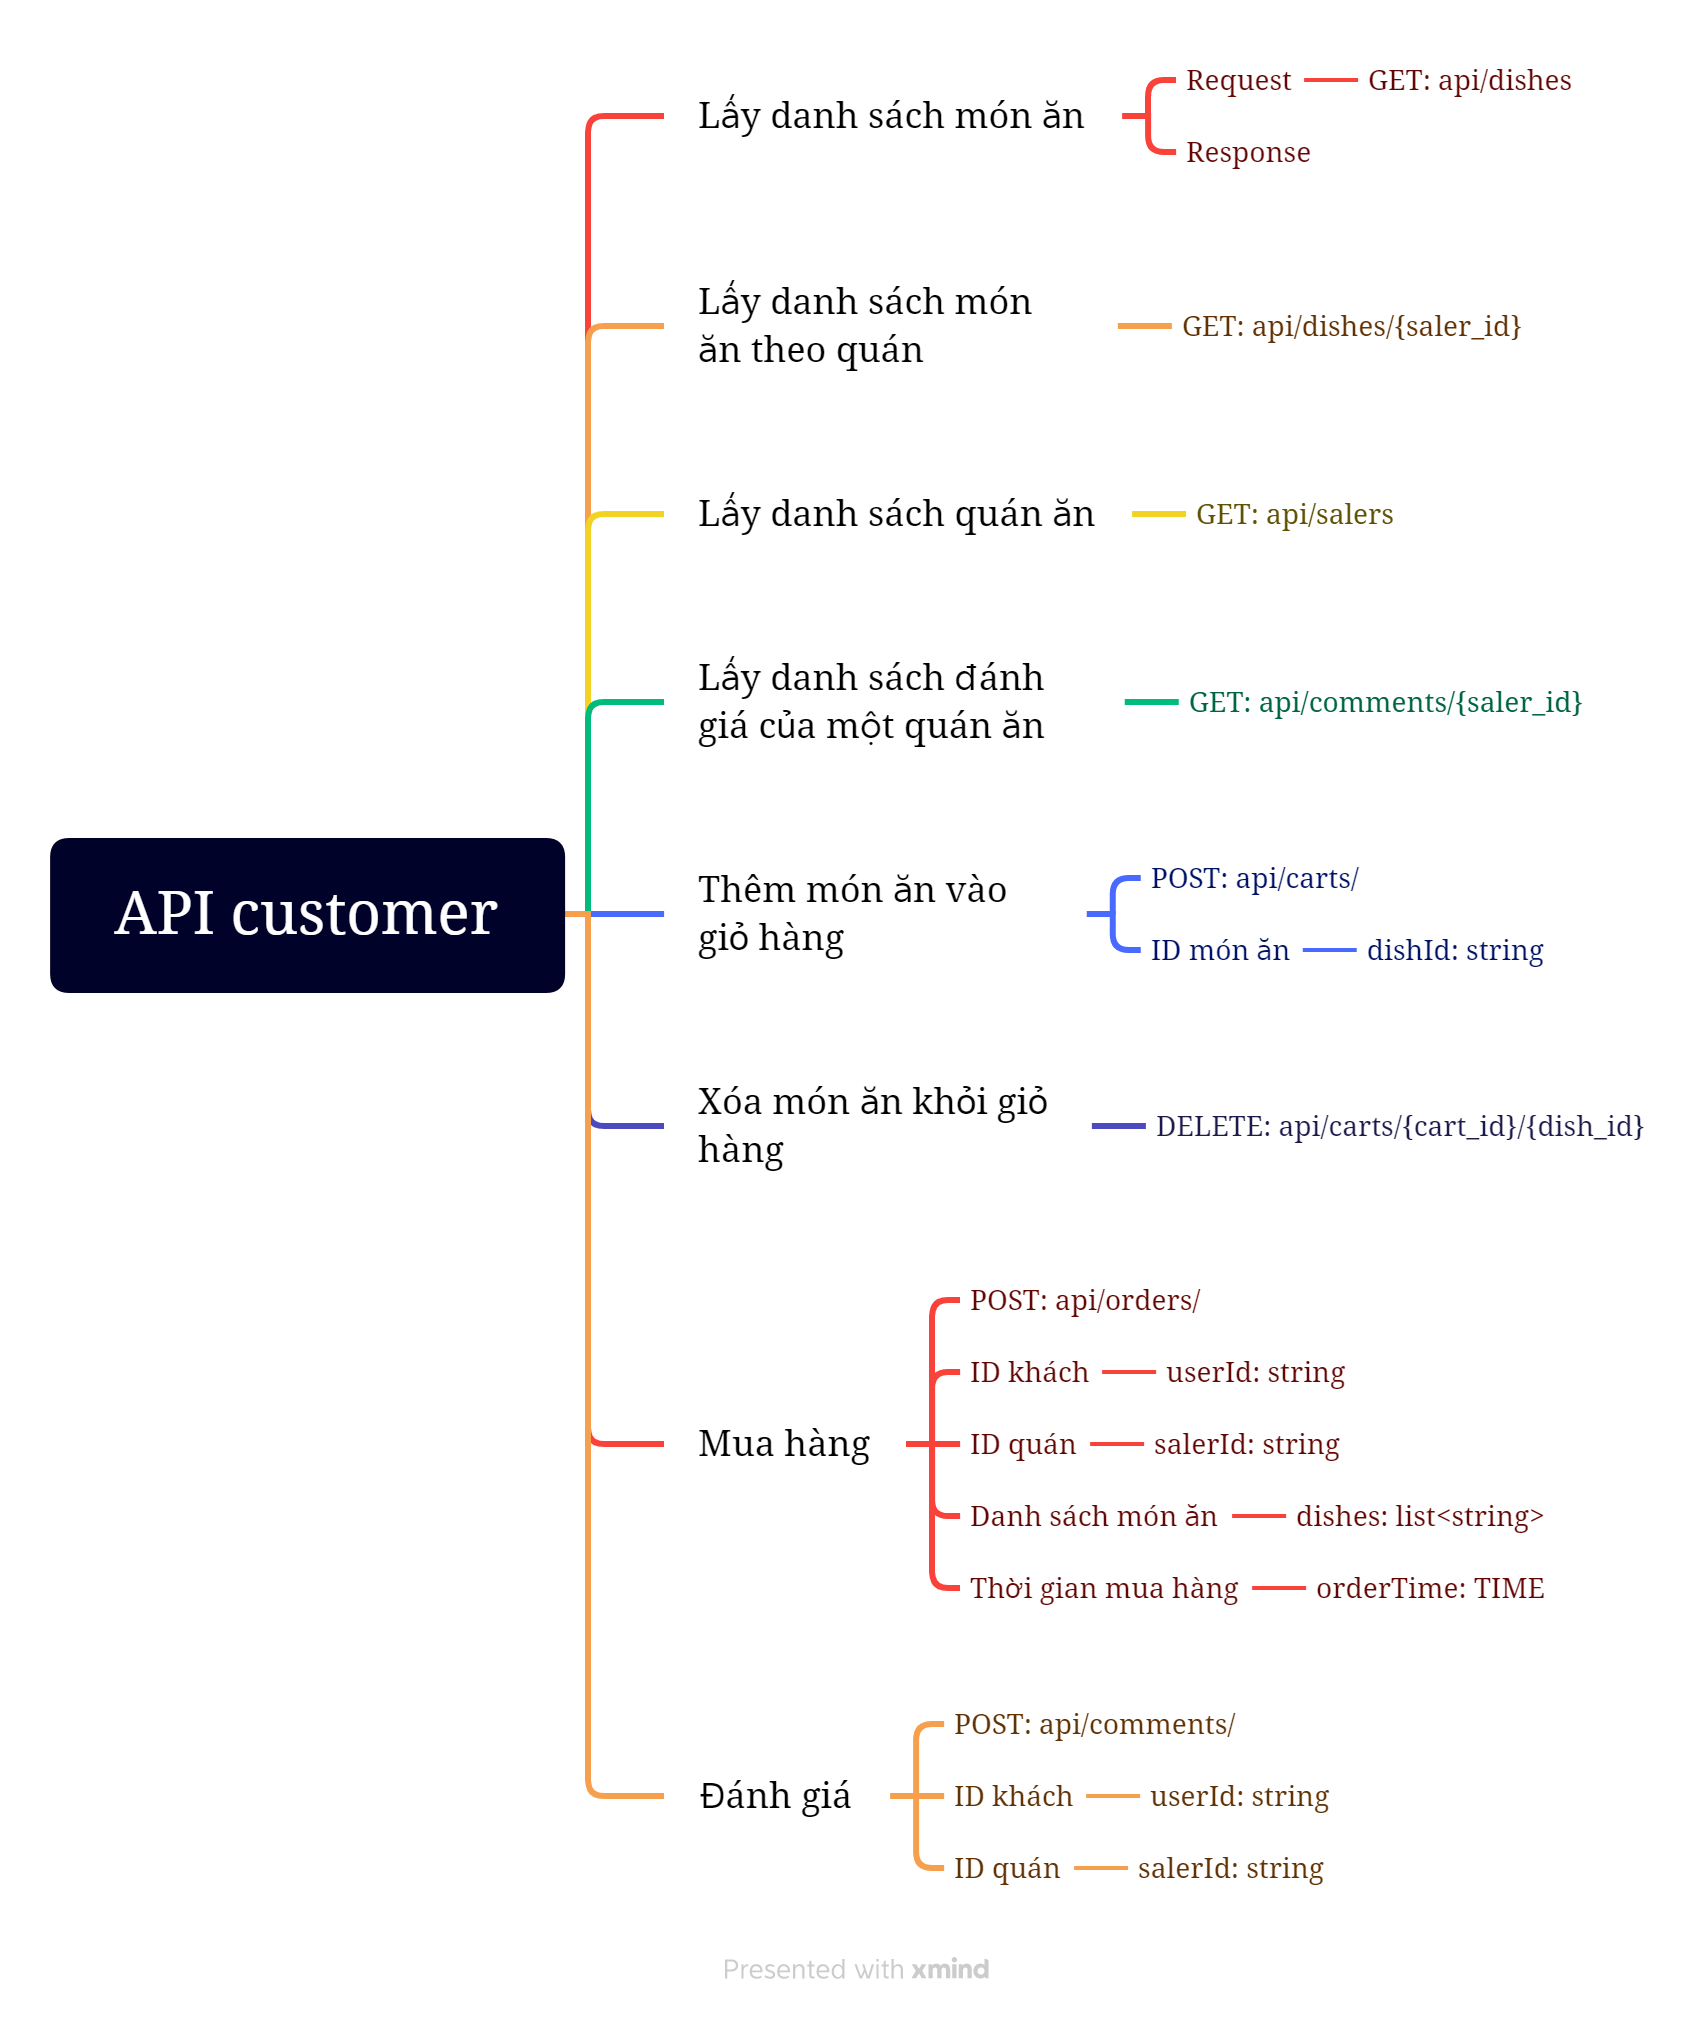 API customer
Lấy danh sách món ăn
Request
GET: api/dishes
Response
Lấy danh sách món
ăn theo quán
GET: api/dishes/{saler_id}
Lấy danh sách quán ăn
GET: api/salers
Lấy danh sách đánh
giá của một quán ăn
GET: api/comments/{saler_id}
Thêm món ăn vào
giỏ hàng
POST: api/carts/
ID món ăn
dishId: string
Xóa món ăn khỏi giỏ
hàng
DELETE: api/carts/{cart_id}/{dish_id}
Mua hàng
POST: api/orders/
ID khách
userId: string
ID quán
salerId: string
Danh sách món ăn
dishes: list<string>
Thời gian mua hàng
orderTime: TIME
Đánh giá
POST: api/comments/
ID khách
userId: string
ID quán
salerId: string
Presented with xmind